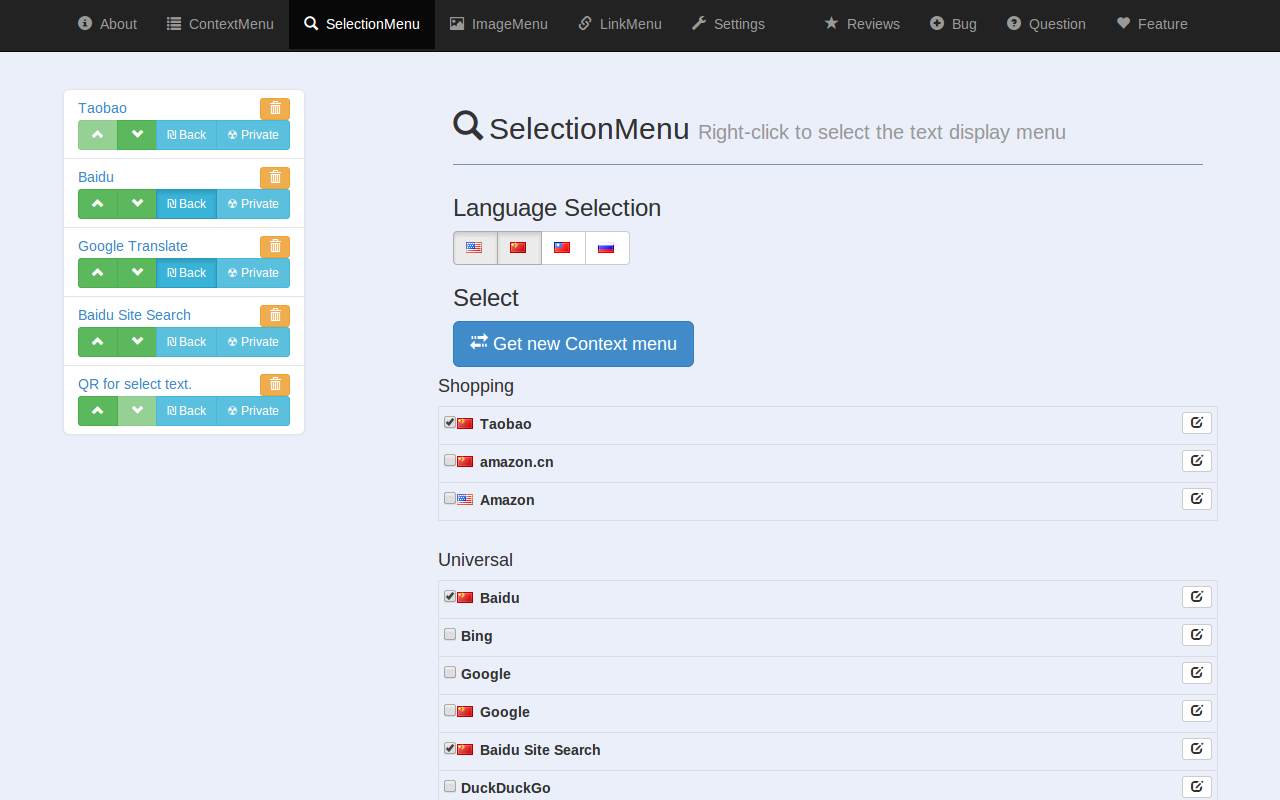 About ContextMenu SelectionMenu ImageMenu LinkMenu Settings Reviews Bug Question Feature
Taobao
₪ Back ☢ Private
Baidu
₪ Back ☢ Private
Google Translate
₪ Back ☢ Private
Baidu Site Search
₪ Back ☢ Private
QR for select text.
₪ Back ☢ Private
SelectionMenu Right-click to select the text display menu
Language Selection
Select
Get new Context menu
Shopping
Taobao
amazon.cn
Amazon
Universal
Baidu
Bing
Google
Google
Baidu Site Search
DuckDuckGo